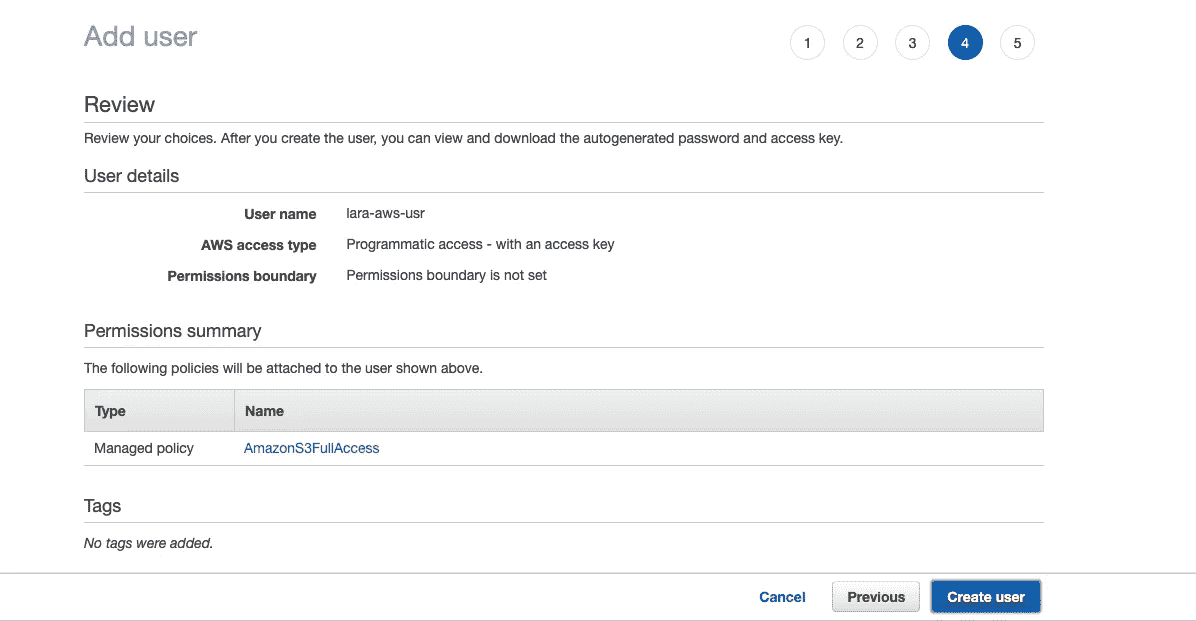 Add user
1 2 3 4 5
Review
Review your choices. After you create the user, you can view and download the autogenerated password and access key.
User details
User name lara-aws-usr
AWS access type Programmatic access - with an access key
Permissions boundary Permissions boundary is not set
Permissions summary
The following policies will be attached to the user shown above.
Type Name
Managed policy AmazonS3FullAccess
Tags
No tags were added.
Cancel Previous Create user